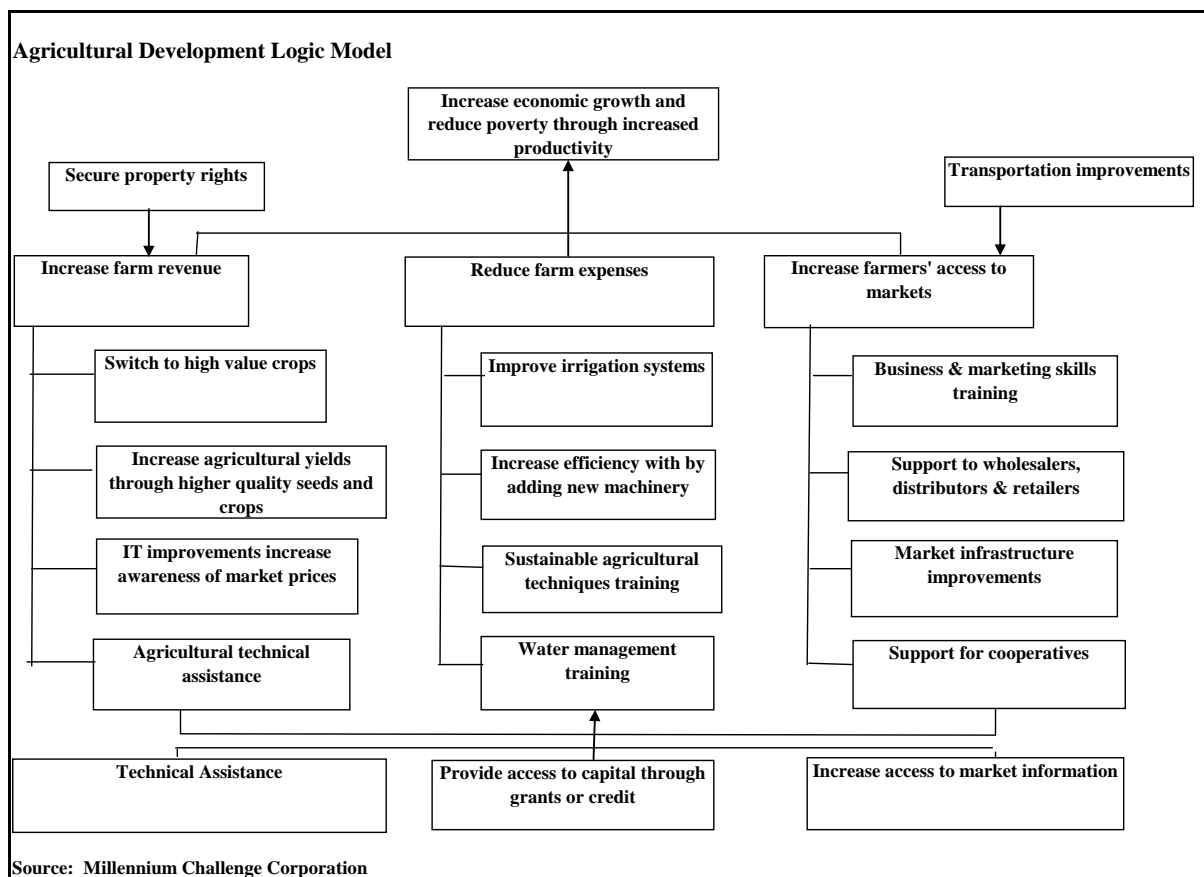 Agricultural Development Logic Model
Increase economic growth and
reduce poverty through increased
productivity
Secure property rights
Transportation improvements
Increase farm revenue
Reduce farm expenses
Increase farmers' access to
markets
Switch to high value crops
Increase agricultural yields
through higher quality seeds and
crops
IT improvements increase
awareness of market prices
Agricultural technical
assistance
Improve irrigation systems
Increase efficiency with by
adding new machinery
Sustainable agricultural
techniques training
Water management
training
Business & marketing skills
training
Support to wholesalers,
distributors & retailers
Market infrastructure
improvements
Support for cooperatives
Technical Assistance
Provide access to capital through
grants or credit
Increase access to market information
Source: Millennium Challenge Corporation